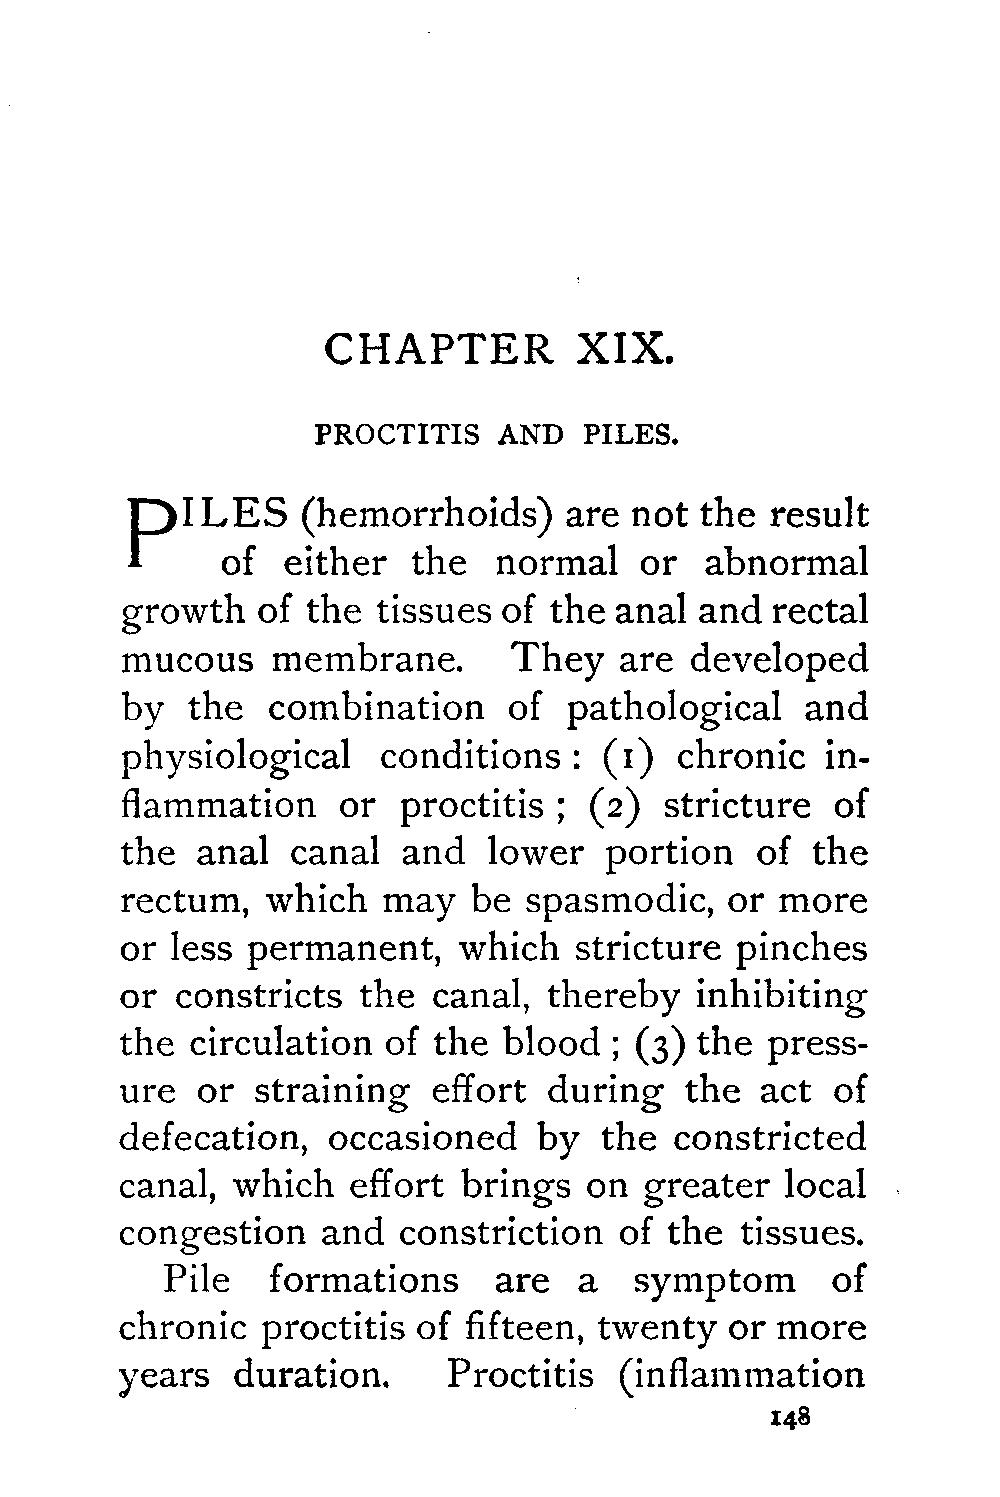 CHAPTER XIX.
PROCTITIS AND PILES.
PILES (hemorrhoids) are not the result
of either the normal or abnormal
growth of the tissues of the anal and rectal
mucous membrane. They are developed
by the combination of pathological and
physiological conditions : (1) chronic in-
flammation or proctitis ; (2) stricture of
the anal canal and lower portion of the
rectum, which may be spasmodic, or more
or less permanent, which stricture pinches
or constricts the canal, thereby inhibiting
the circulation of the blood ; (3) the press-
ure or straining effort during the act of
defecation, occasioned by the constricted
canal, which effort brings on greater local
congestion and constriction of the tissues.
Pile formations are a symptom of
chronic proctitis of fifteen, twenty or more
years duration. Proctitis (inflammation
148